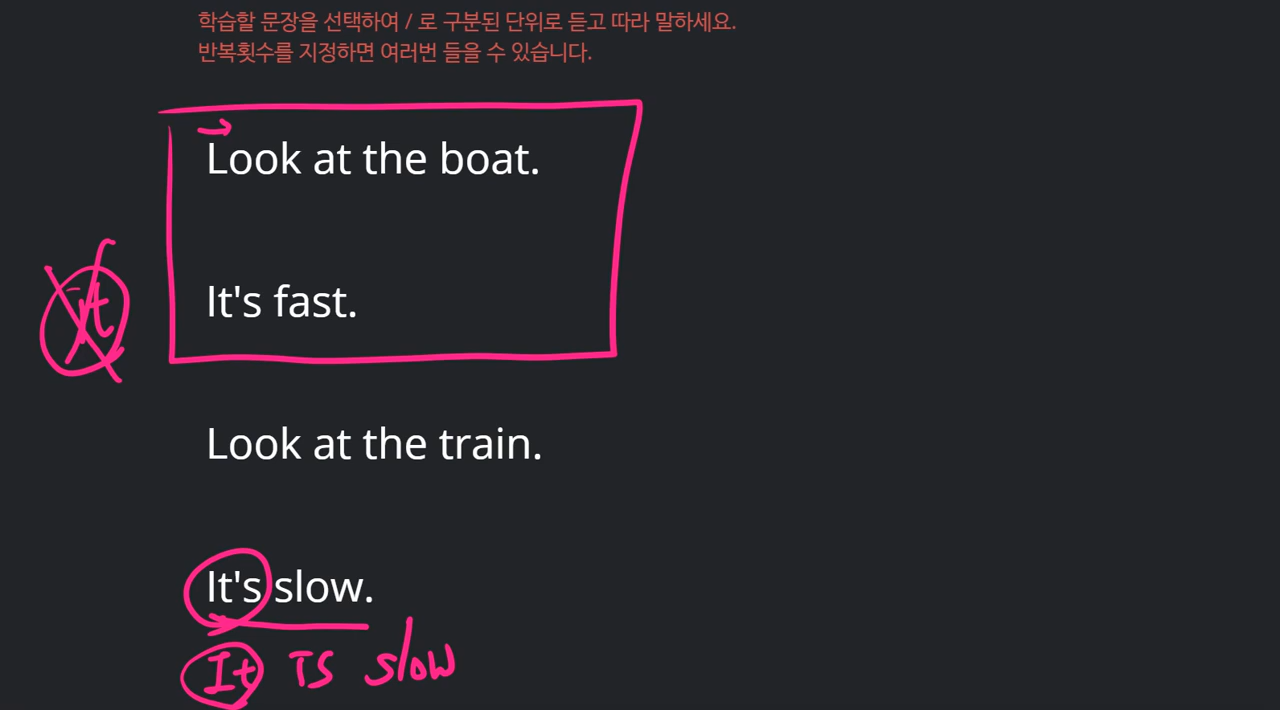 학습할 문장을 선택하여 / 로 구분된 단위로 듣고 따라 말하세요.
반복횟수를 지정하면 여러번 들을 수 있습니다.
Look at the boat.
it
It's fast.
Look at the train.
It's slow.
It is slow